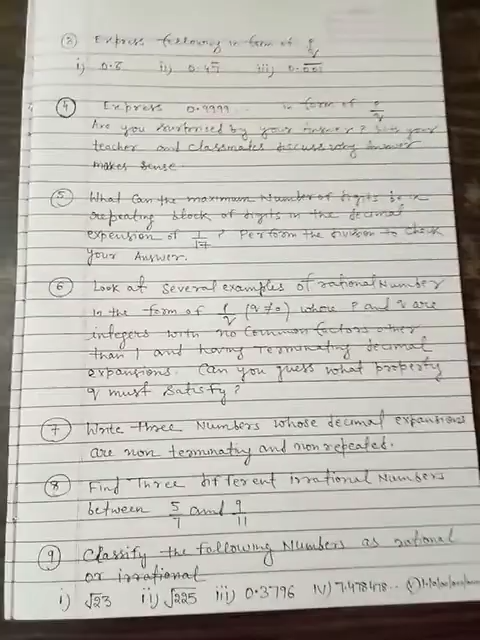 ③ Express following in form of p/q
i) 0.8 ii) 0.47 iii) 0.001
④ Express 0.9999... in form of p/q
Are you surprised by your answer? with your
teacher and classmates discuss why answer
makes sense
⑤ What can the maximum number of digits be in
repeating block of digits in the decimal
expension of 1/17? Perform the division to check
your Answer.
⑥ Look at several examples of rational Number
In the form of p/q (q≠0) whose p and q are
integers with no common factors other
than 1 and having terminating decimal
expansions. Can you guess what property
q must satisfy?
⑦ Write three Numbers whose decimal expansions
are non terminating and non repeated.
⑧ Find Three different irrational Numbers
between 5/7 and 9/11
⑨ Classify the following Numbers as rational
or irrational
i) √23 ii) √225 iii) 0.3796 iv) 7.478478..